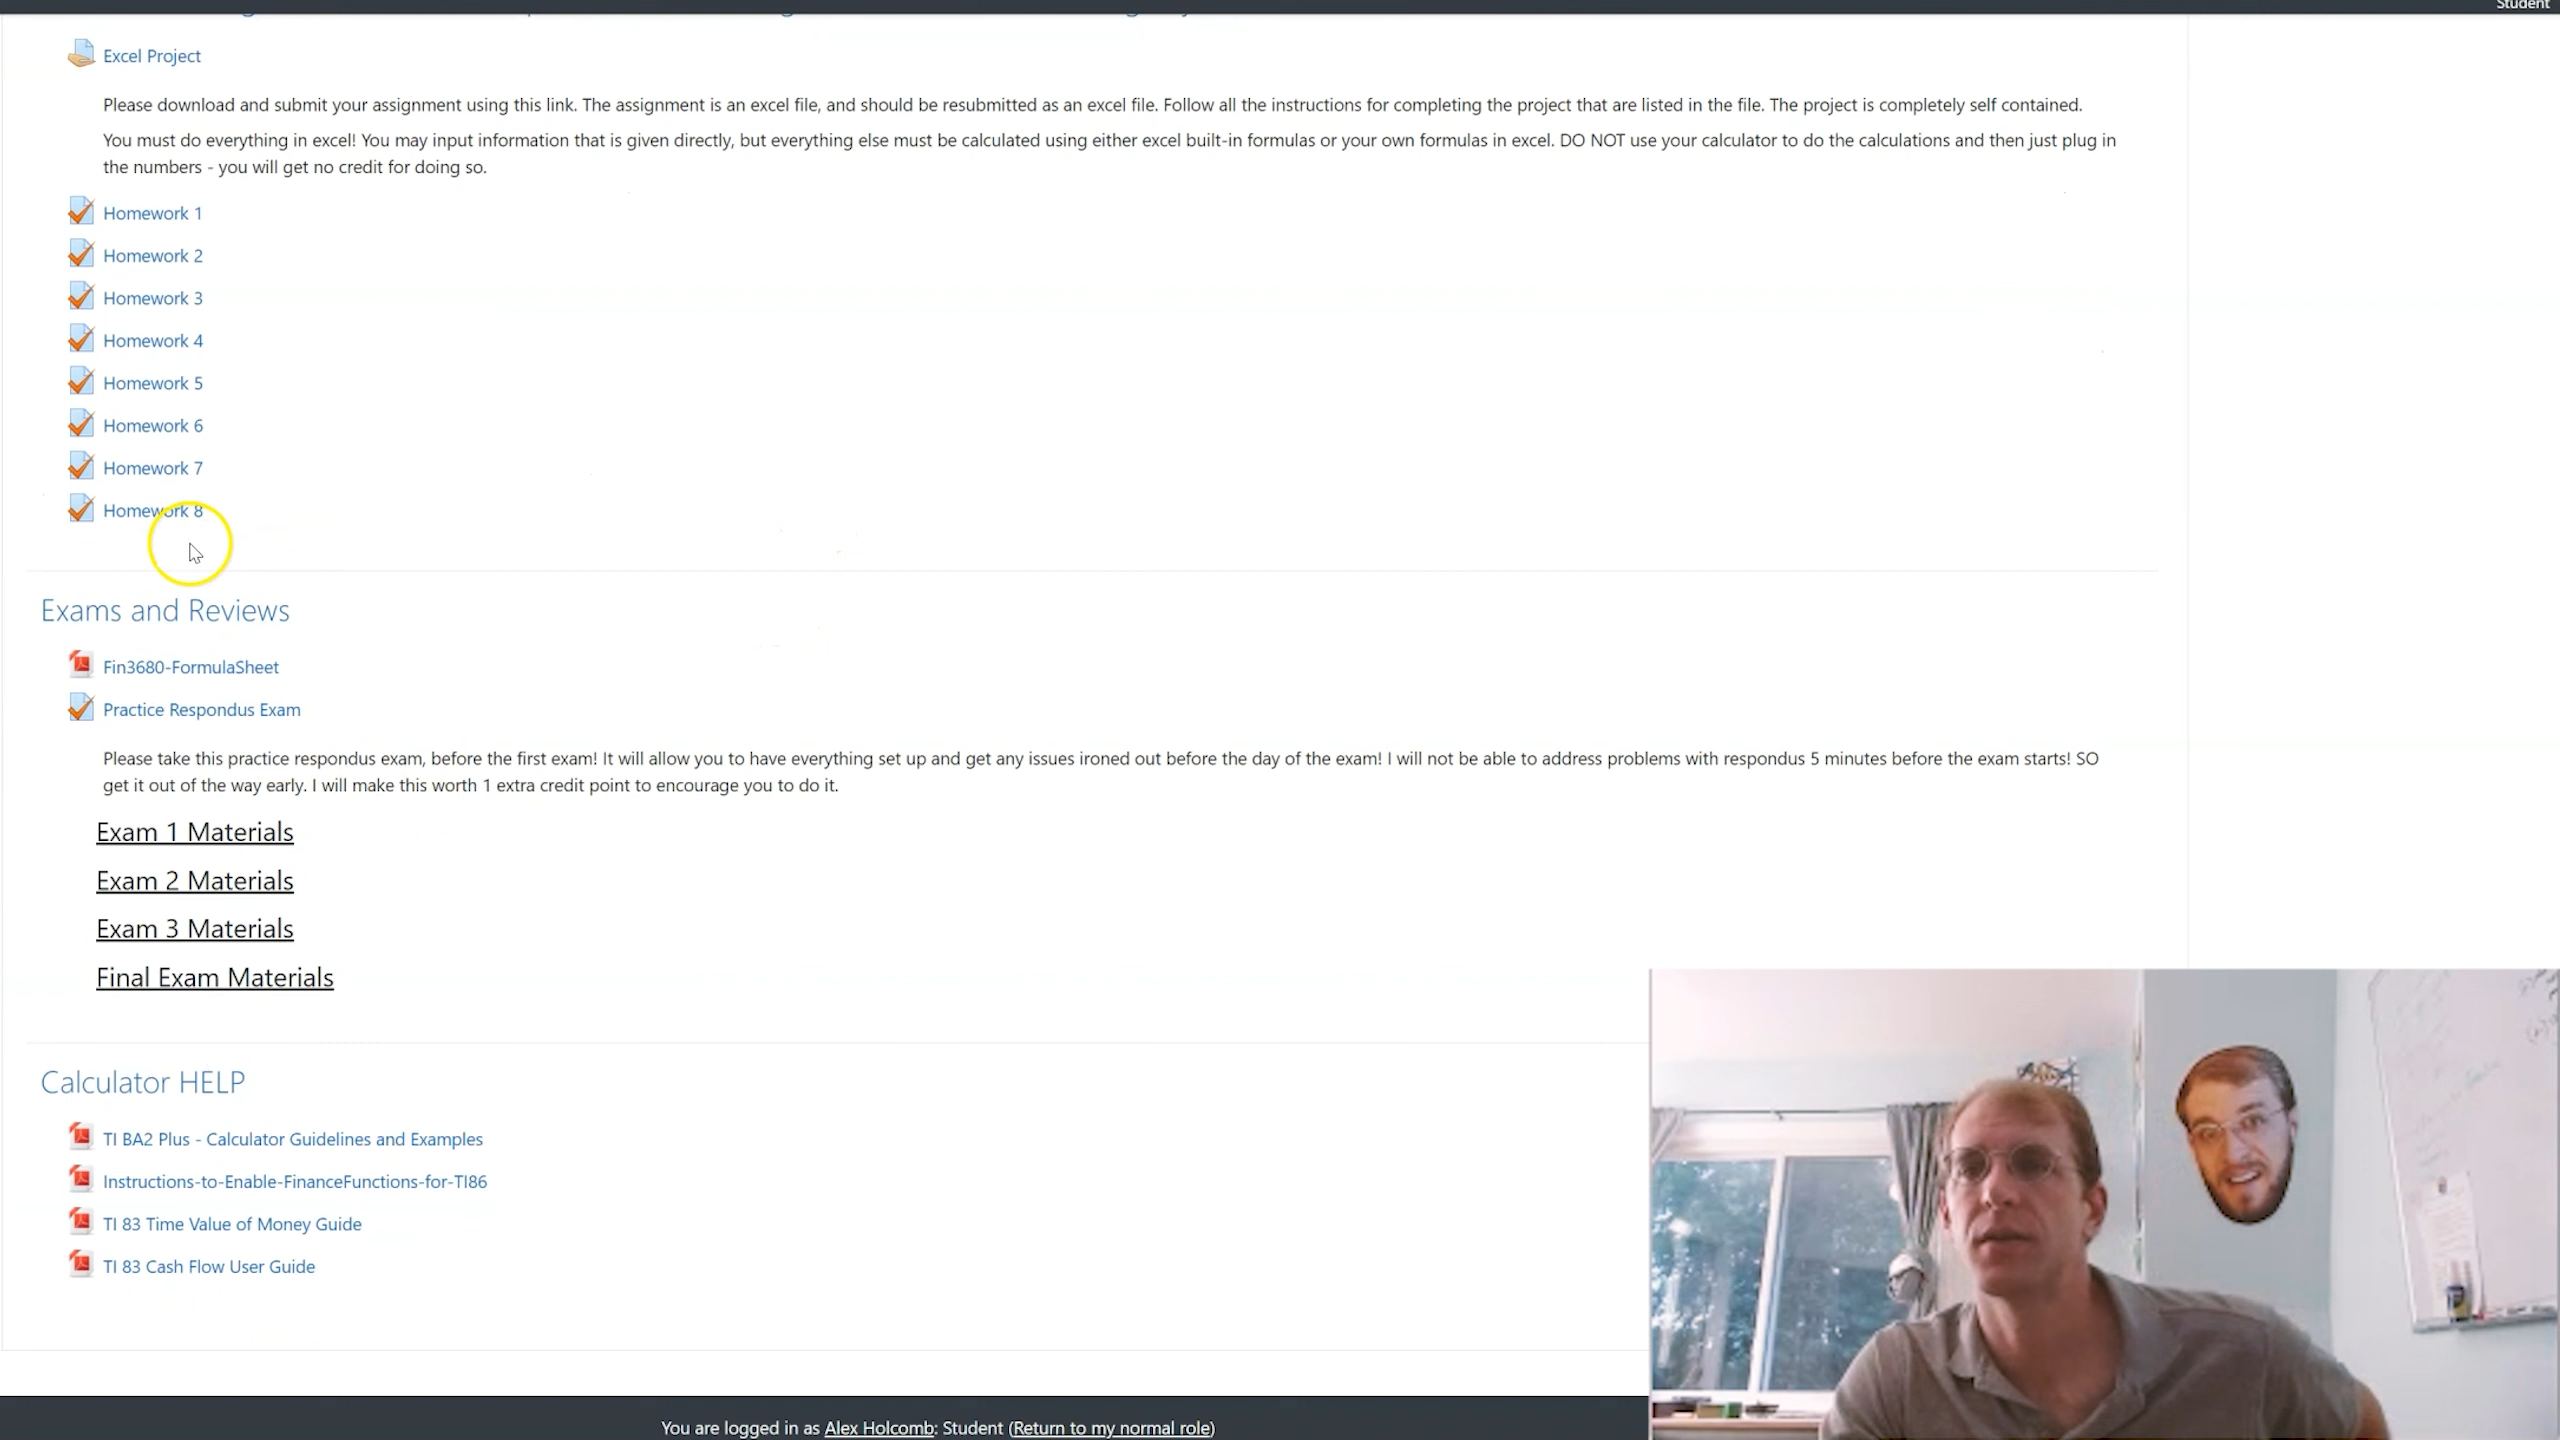 Student
Excel Project
Please download and submit your assignment using this link. The assignment is an excel file, and should be resubmitted as an excel file. Follow all the instructions for completing the project that are listed in the file. The project is completely self contained.
You must do everything in excel! You may input information that is given directly, but everything else must be calculated using either excel built-in formulas or your own formulas in excel. DO NOT use your calculator to do the calculations and then just plug in
the numbers - you will get no credit for doing so.
Homework 1
Homework 2
Homework 3
Homework 4
Homework 5
Homework 6
Homework 7
Homework 8
Exams and Reviews
Fin3680-FormulaSheet
Practice Respondus Exam
Please take this practice respondus exam, before the first exam! It will allow you to have everything set up and get any issues ironed out before the day of the exam! I will not be able to address problems with respondus 5 minutes before the exam starts! SO
get it out of the way early. I will make this worth 1 extra credit point to encourage you to do it.
Exam 1 Materials
Exam 2 Materials
Exam 3 Materials
Final Exam Materials
Calculator HELP
TI BA2 Plus - Calculator Guidelines and Examples
Instructions-to-Enable-FinanceFunctions-for-TI86
TI 83 Time Value of Money Guide
TI 83 Cash Flow User Guide
You are logged in as Alex Holcomb: Student (Return to my normal role)